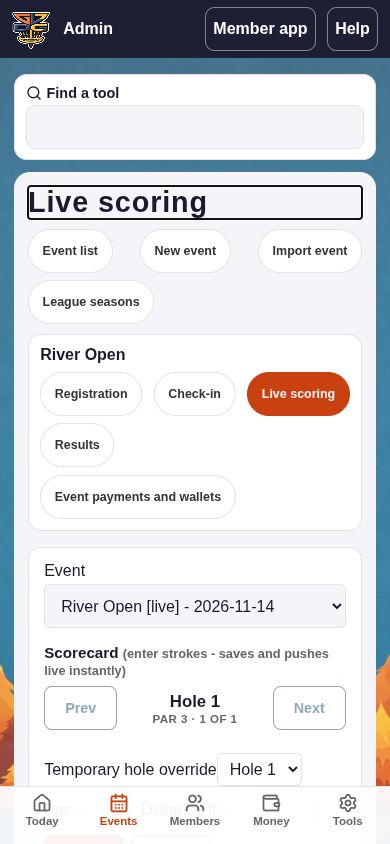 Admin
Member app
Help
Find a tool
Live scoring
Event list
New event
Import event
League seasons
River Open
Registration
Check-in
Live scoring
Results
Event payments and wallets
Event
River Open [live] - 2026-11-14
Scorecard (enter strokes - saves and pushes
live instantly)
Prev
Hole 1
Next
PAR 3 · 1 OF 1
Temporary hole override
Hole 1
Today
Events
Members
Money
Tools